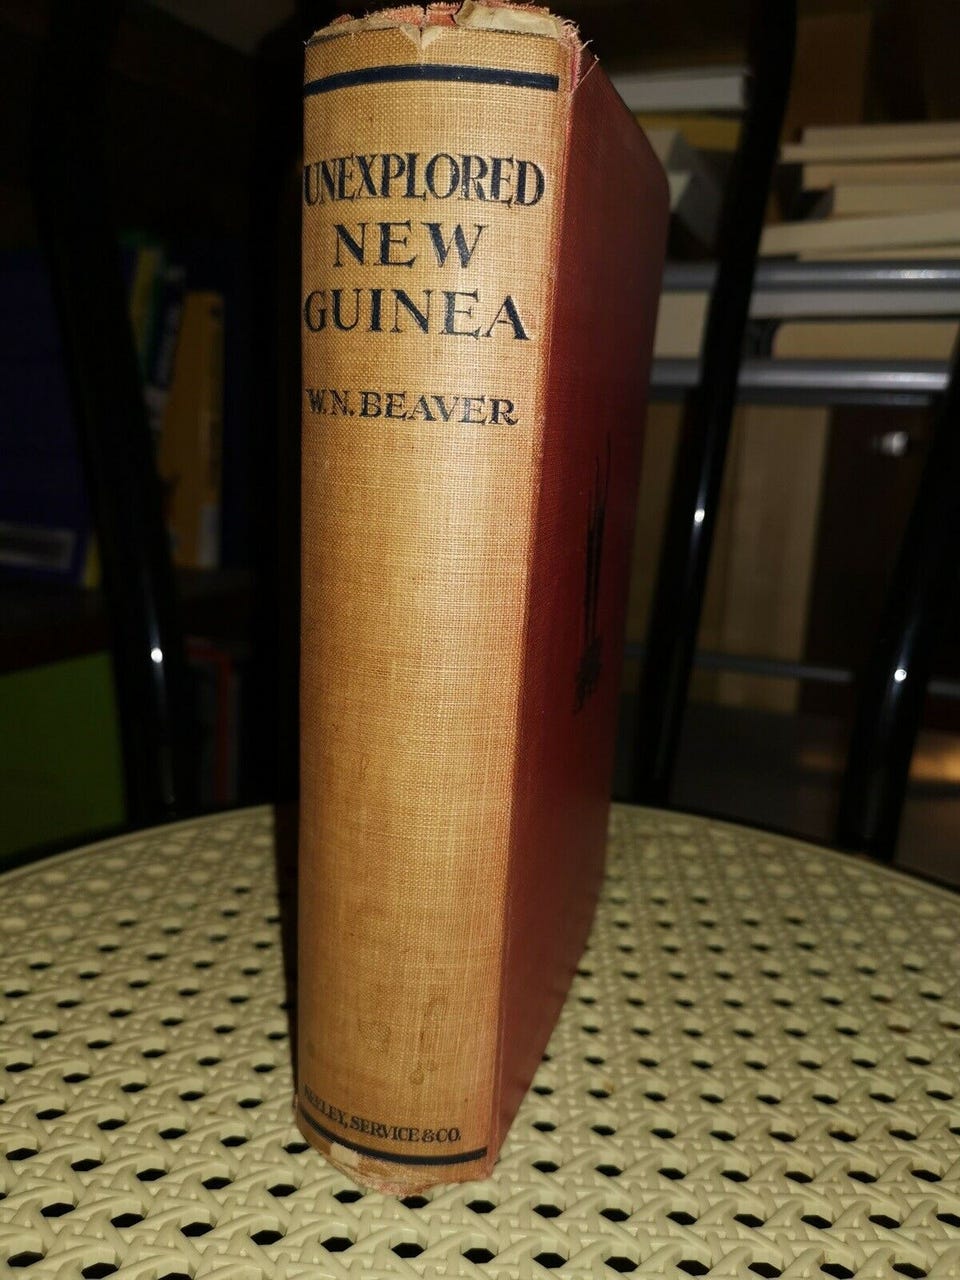 UNEXPLORED
NEW
GUINEA
W.N. BEAVER
SEELEY, SERVICE & CO.